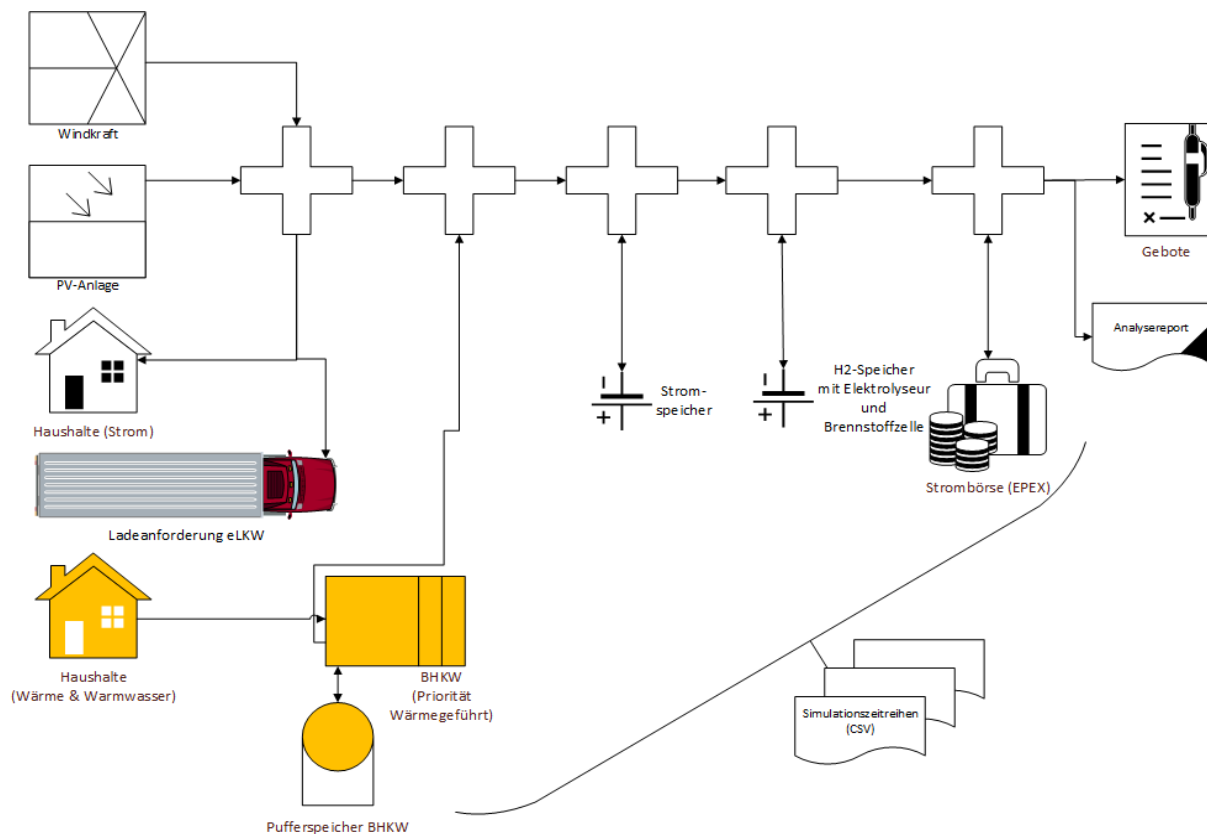 Windkraft
PV-Anlage
Haushalte (Strom)
Ladeanforderung eLKW
Haushalte
(Wärme & Warmwasser)
BHKW
(Priorität
Wärmegeführt)
Pufferspeicher BHKW
Strom-
speicher
H2-Speicher
mit Elektrolyseur
und
Brennstoffzelle
Strombörse (EPEX)
Gebote
Analysereport
Simulationszeitreihen
(CSV)